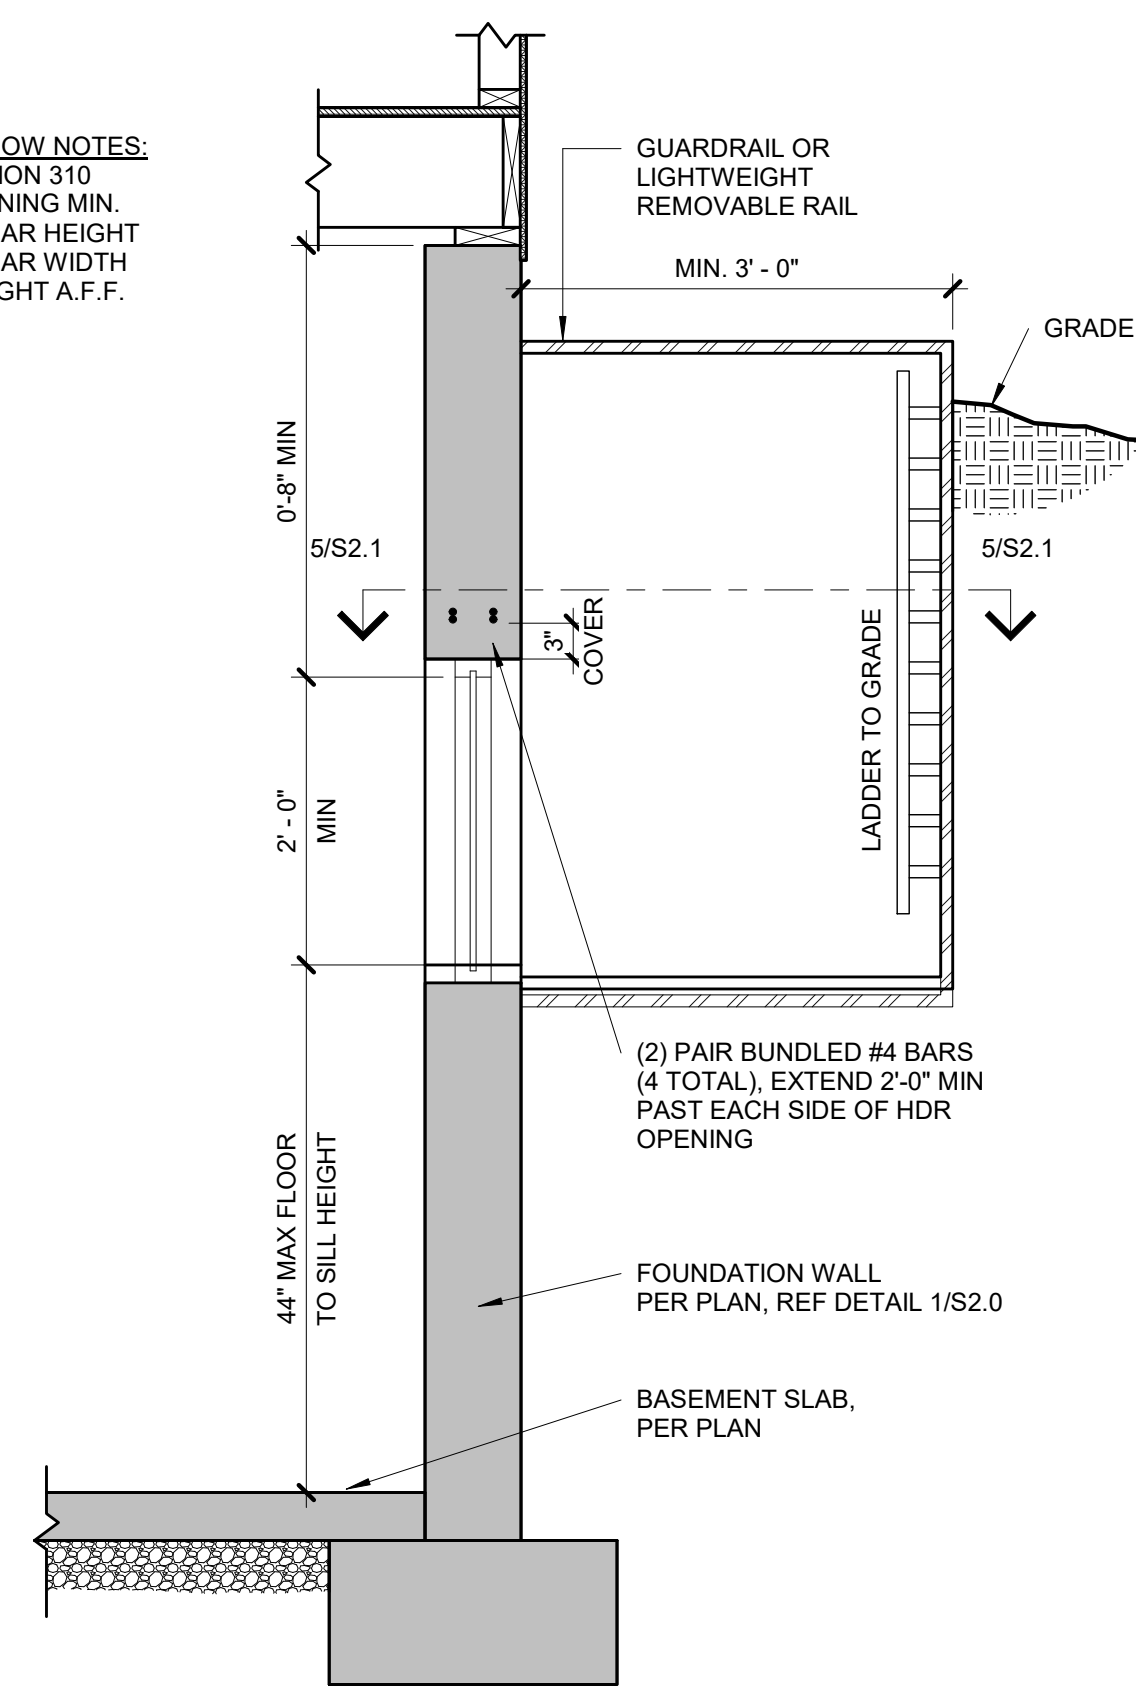 OW NOTES:
ION 310
NING MIN.
AR HEIGHT
AR WIDTH
GHT A.F.F.
GUARDRAIL OR
LIGHTWEIGHT
REMOVABLE RAIL
MIN. 3' - 0"
GRADE
0'-8" MIN
5/S2.1
5/S2.1
3"
COVER
LADDER TO GRADE
2' - 0"
MIN
(2) PAIR BUNDLED #4 BARS
(4 TOTAL), EXTEND 2'-0" MIN
PAST EACH SIDE OF HDR
OPENING
44" MAX FLOOR
TO SILL HEIGHT
FOUNDATION WALL
PER PLAN, REF DETAIL 1/S2.0
BASEMENT SLAB,
PER PLAN